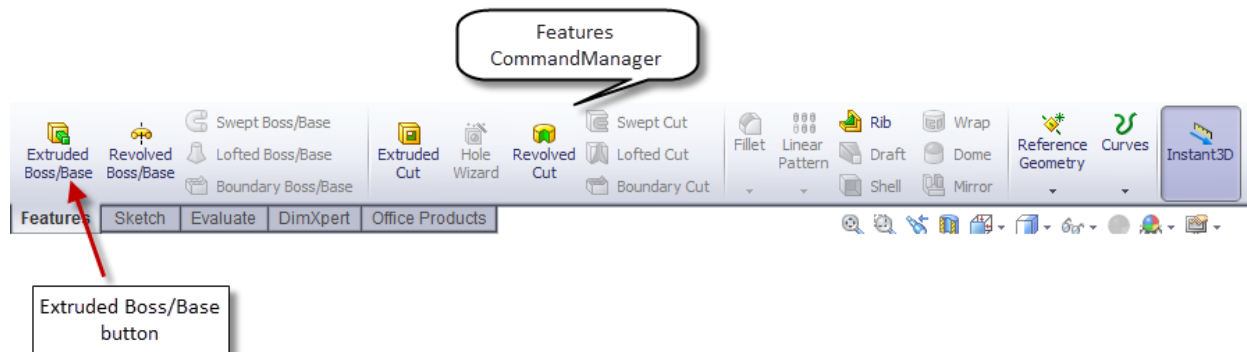 Features
CommandManager
Extruded
Boss/Base
Revolved
Boss/Base
Swept Boss/Base
Lofted Boss/Base
Boundary Boss/Base
Extruded
Cut
Hole
Wizard
Revolved
Cut
Swept Cut
Lofted Cut
Boundary Cut
Fillet
Linear
Pattern
Rib
Draft
Shell
Wrap
Dome
Mirror
Reference
Geometry
Curves
Instant3D
Features
Sketch
Evaluate
DimXpert
Office Products
Extruded Boss/Base
button